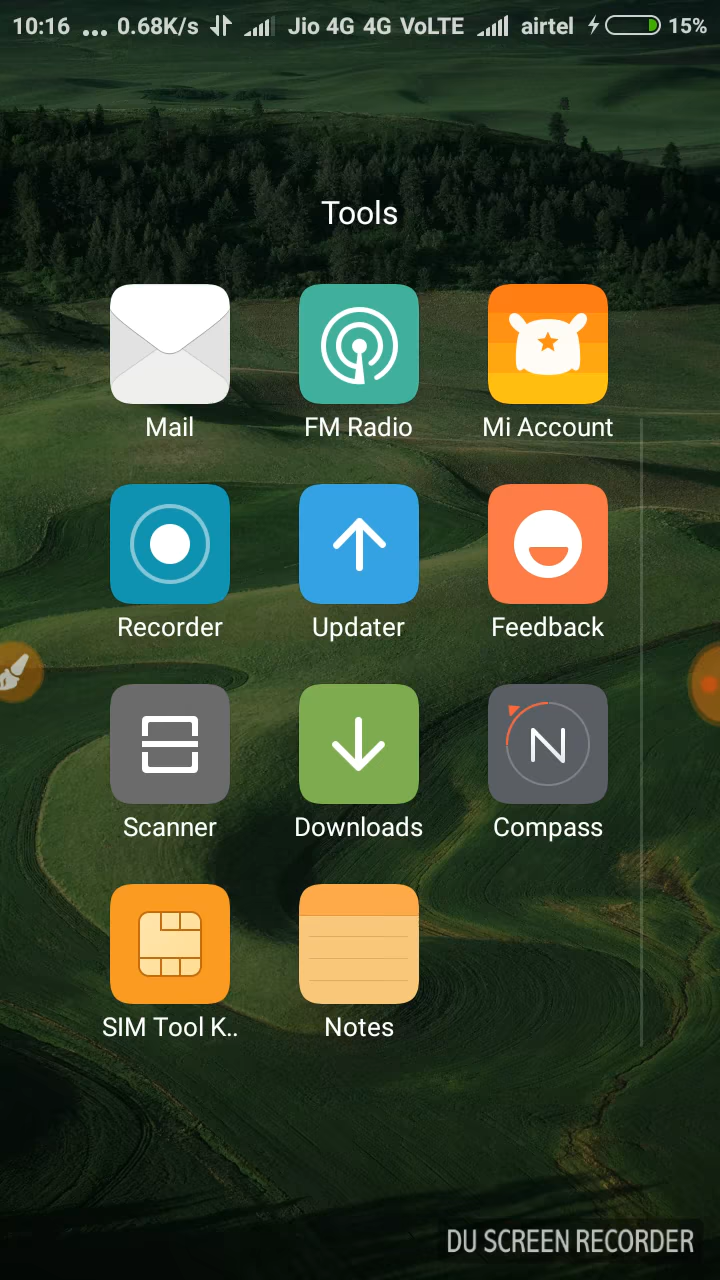 10:16 ... 0.68K/s Jio 4G 4G VoLTE airtel 15%
Tools
Mail FM Radio Mi Account
Recorder Updater Feedback
Scanner Downloads Compass
N
SIM Tool K.. Notes
DU SCREEN RECORDER